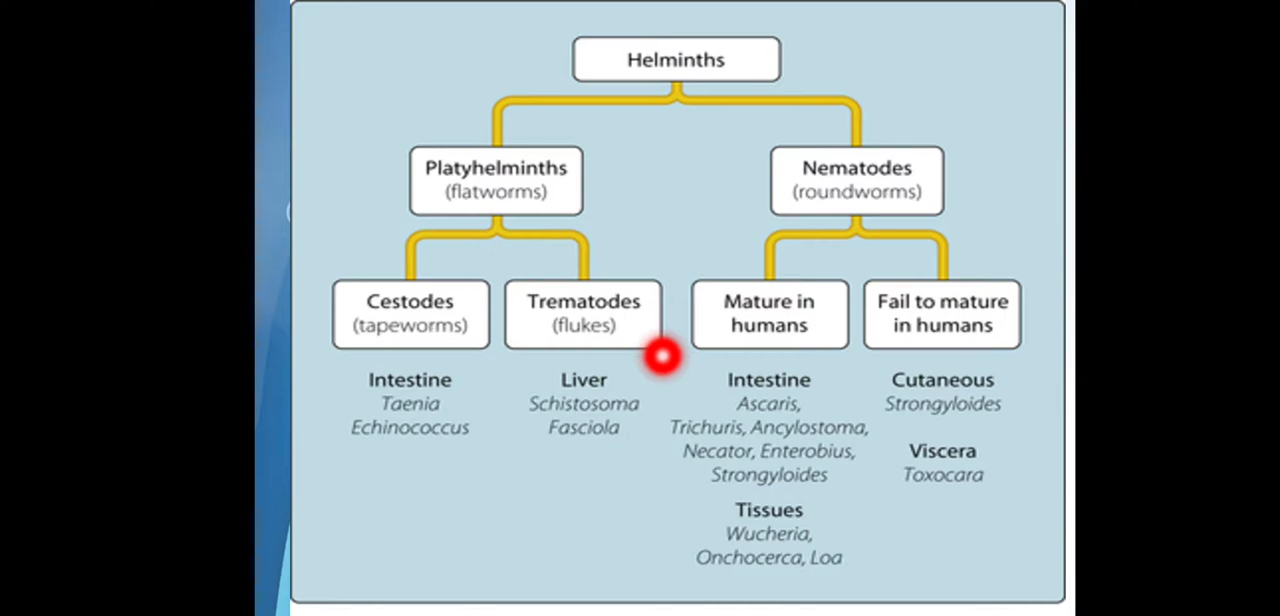 Helminths
Platyhelminths
(flatworms)
Nematodes
(roundworms)
Cestodes
(tapeworms)
Trematodes
(flukes)
Mature in
humans
Fail to mature
in humans
Intestine
Taenia
Echinococcus
Liver
Schistosoma
Fasciola
Intestine
Ascaris,
Trichuris, Ancylostoma,
Necator, Enterobius,
Strongyloides
Tissues
Wucheria,
Onchocerca, Loa
Cutaneous
Strongyloides
Viscera
Toxocara